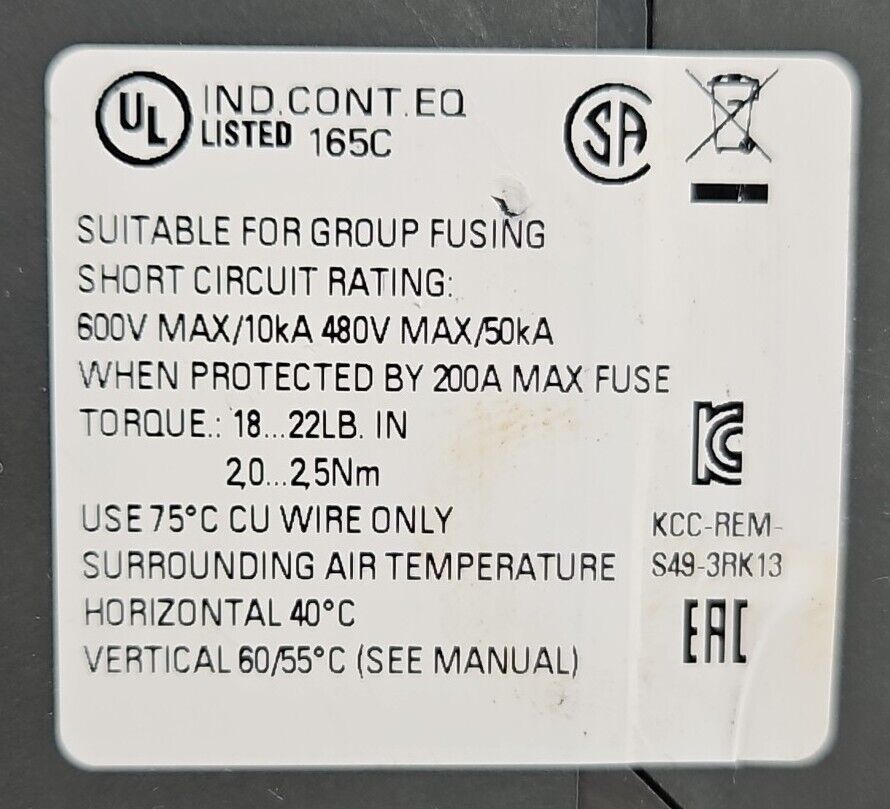 UL IND.CONT.EQ
LISTED 165C
SA
SUITABLE FOR GROUP FUSING
SHORT CIRCUIT RATING:
600V MAX/10kA 480V MAX/50kA
WHEN PROTECTED BY 200A MAX FUSE
TORQUE.: 18...22LB. IN
2,0...2,5Nm
USE 75°C CU WIRE ONLY
SURROUNDING AIR TEMPERATURE
HORIZONTAL 40°C
VERTICAL 60/55°C (SEE MANUAL)
KC
KCC-REM-
S49-3RK13
EAC